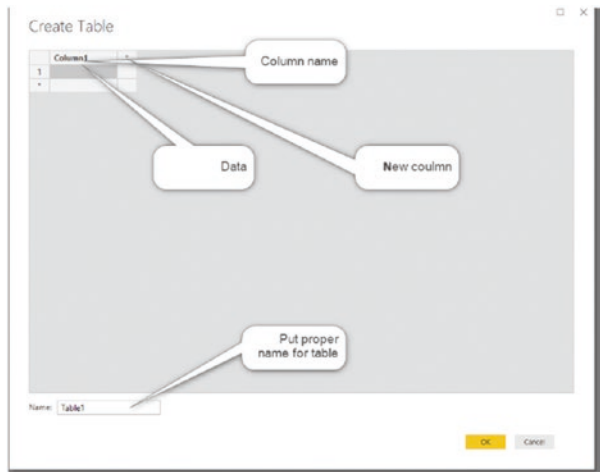 Create Table
Column1 *
Column name
1
*
Data
New coulmn
Put proper
name for table
Name: Table1
OK Cancel